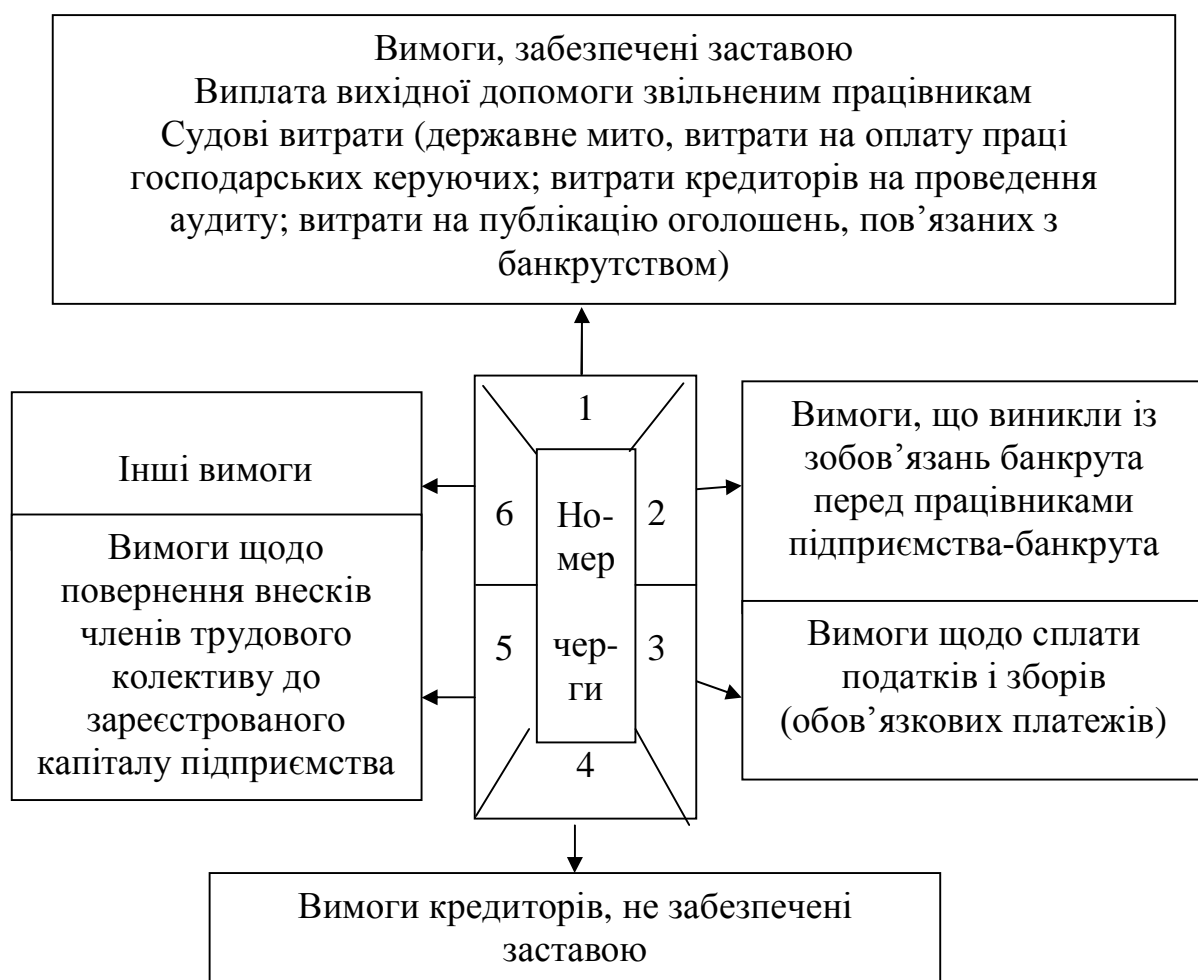 Вимоги, забезпечені заставою
Виплата вихідної допомоги звільненим працівникам
Судові витрати (державне мито, витрати на оплату праці
господарських керуючих; витрати кредиторів на проведення
аудиту; витрати на публікацію оголошень, пов’язаних з
банкрутством)
1
Інші вимоги
6
Но-
мер
чер-
ги
2
Вимоги, що виникли із
зобов’язань банкрута
перед працівниками
підприємства-банкрута
Вимоги щодо
повернення внесків
членів трудового
колективу до
зареєстрованого
капіталу підприємства
5
3
Вимоги щодо сплати
податків і зборів
(обов’язкових платежів)
4
Вимоги кредиторів, не забезпечені
заставою